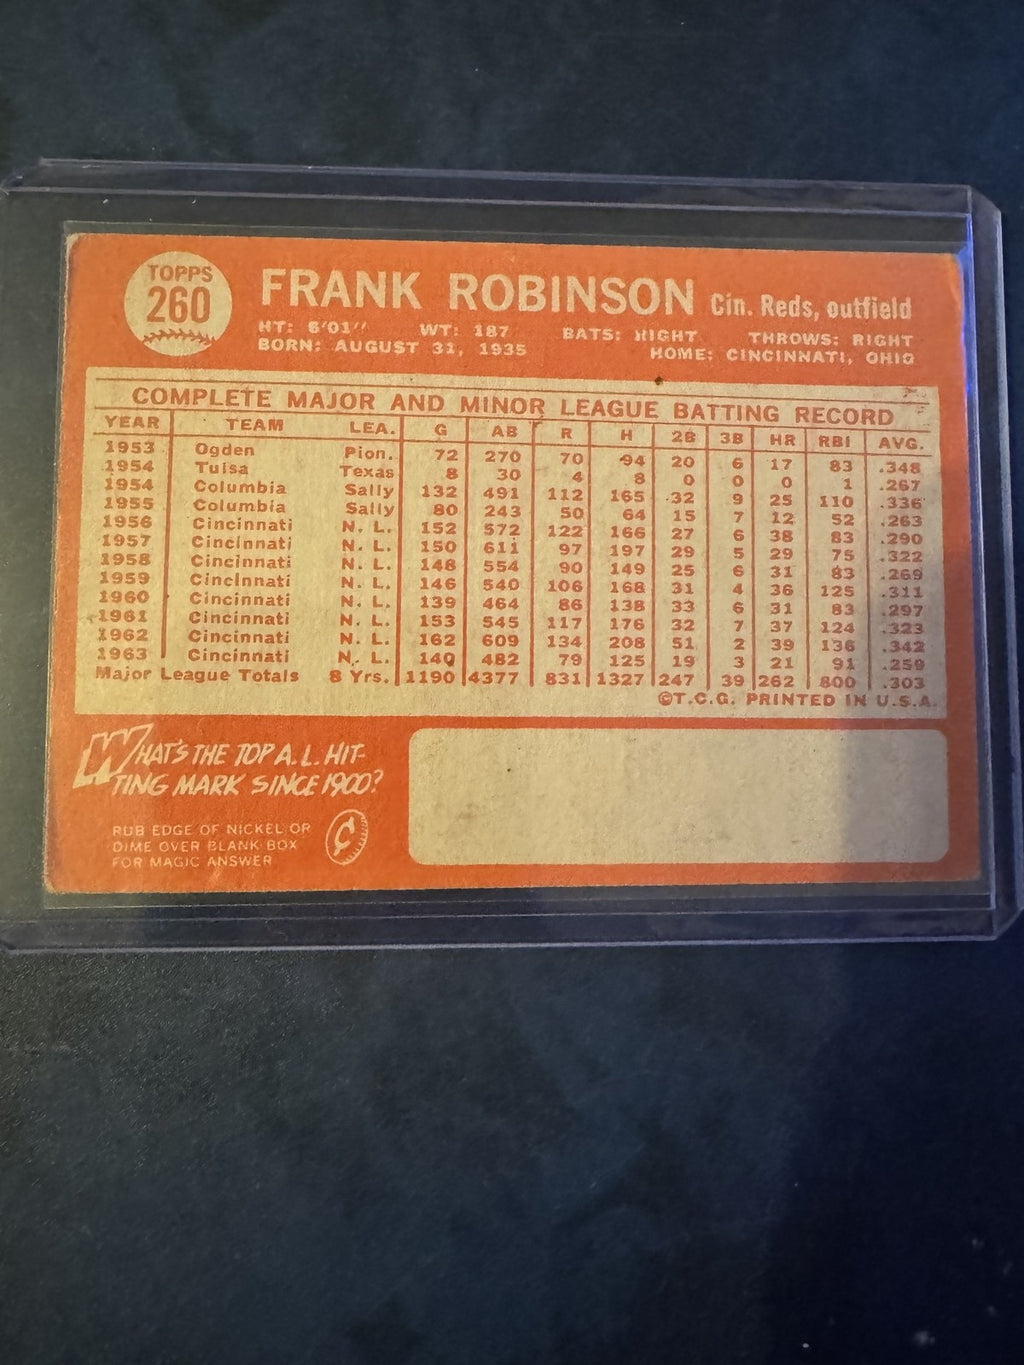 TOPPS
260
FRANK ROBINSON Cin. Reds, outfield
HT: 6'01" WT: 187 BATS: RIGHT THROWS: RIGHT
BORN: AUGUST 31, 1935 HOME: CINCINNATI, OHIO
COMPLETE MAJOR AND MINOR LEAGUE BATTING RECORD
YEAR TEAM LEA. G AB R H 2B 3B HR RBI AVG.
1953 Ogden Pion. 72 270 70 94 20 6 17 83 .348
1954 Tulsa Texas 8 30 4 8 0 0 0 1 .267
1954 Columbia Sally 132 491 112 165 32 9 25 110 .336
1955 Columbia Sally 80 243 50 64 15 7 12 52 .263
1956 Cincinnati N. L. 152 572 122 166 27 6 38 83 .290
1957 Cincinnati N. L. 150 611 97 197 29 5 29 75 .322
1958 Cincinnati N. L. 148 554 90 149 25 6 31 83 .269
1959 Cincinnati N. L. 146 540 106 168 31 4 36 125 .311
1960 Cincinnati N. L. 139 464 86 138 33 6 31 83 .297
1961 Cincinnati N. L. 153 545 117 176 32 7 37 124 .323
1962 Cincinnati N. L. 162 609 134 208 51 2 39 136 .342
1963 Cincinnati N. L. 140 482 79 125 19 3 21 91 .259
Major League Totals 8 Yrs. 1190 4377 831 1327 247 39 262 800 .303
©T.C.G. PRINTED IN U.S.A.
WHAT'S THE TOP A.L. HIT-
TING MARK SINCE 1900?
RUB EDGE OF NICKEL OR
DIME OVER BLANK BOX
FOR MAGIC ANSWER
¢